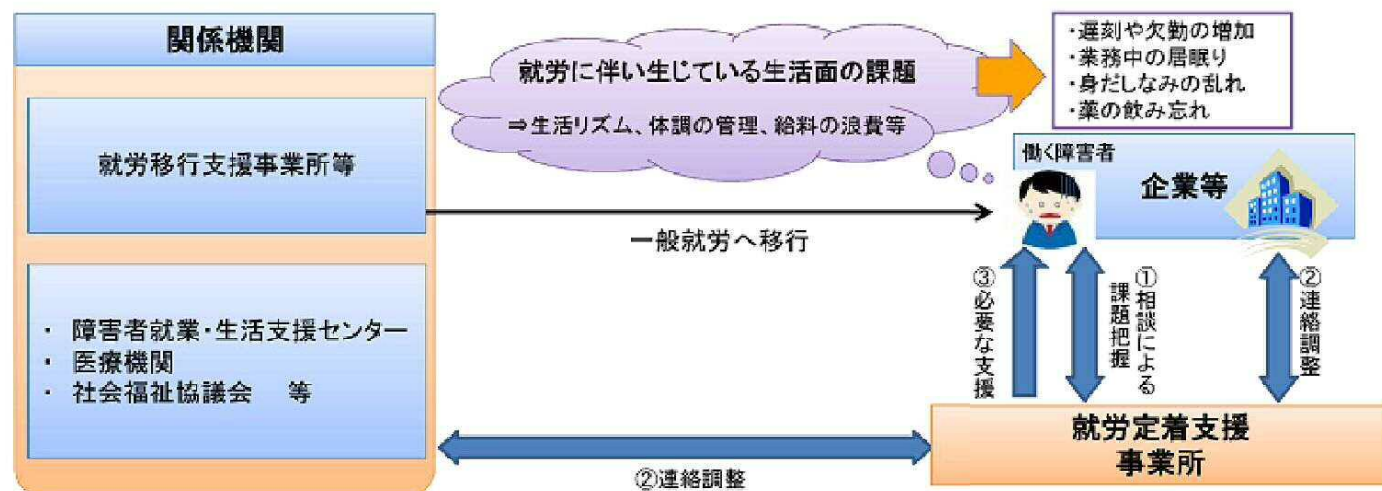 関係機関
就労移行支援事業所等
・ 障害者就業・生活支援センター
・ 医療機関
・ 社会福祉協議会 等
就労に伴い生じている生活面の課題
⇒生活リズム、体調の管理、給料の浪費等
・遅刻や欠勤の増加
・業務中の居眠り
・身だしなみの乱れ
・薬の飲み忘れ
働く障害者
企業等
一般就労へ移行
③必要な支援
①相談による
課題把握
②連絡調整
就労定着支援
事業所
②連絡調整